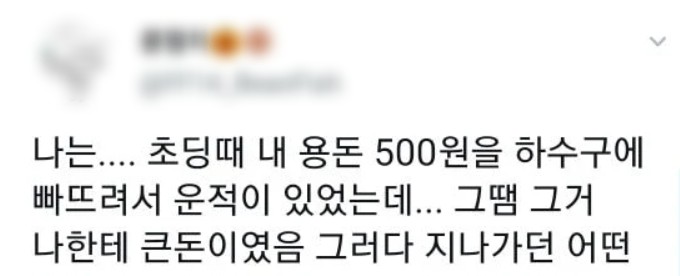 나는.... 초딩때 내 용돈 500원을 하수구에
빠뜨려서 운적이 있었는데... 그땜 그거
나한테 큰돈이였음 그러다 지나가던 어떤